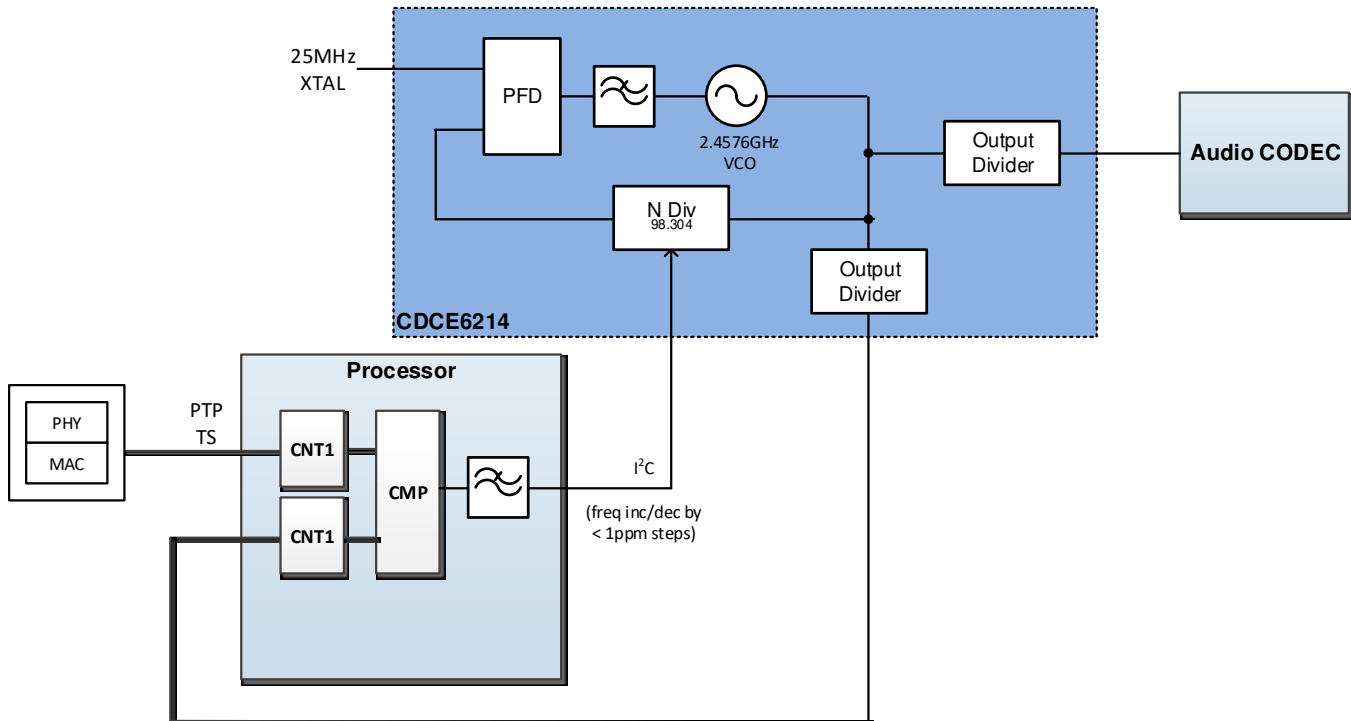 25MHz
XTAL
PFD
2.4576GHz
VCO
Output
Divider
Audio CODEC
N Div
98.304
Output
Divider
CDCE6214
Processor
PHY
MAC
PTP
TS
CNT1
CMP
CNT1
I²C
(freq inc/dec by
< 1ppm steps)